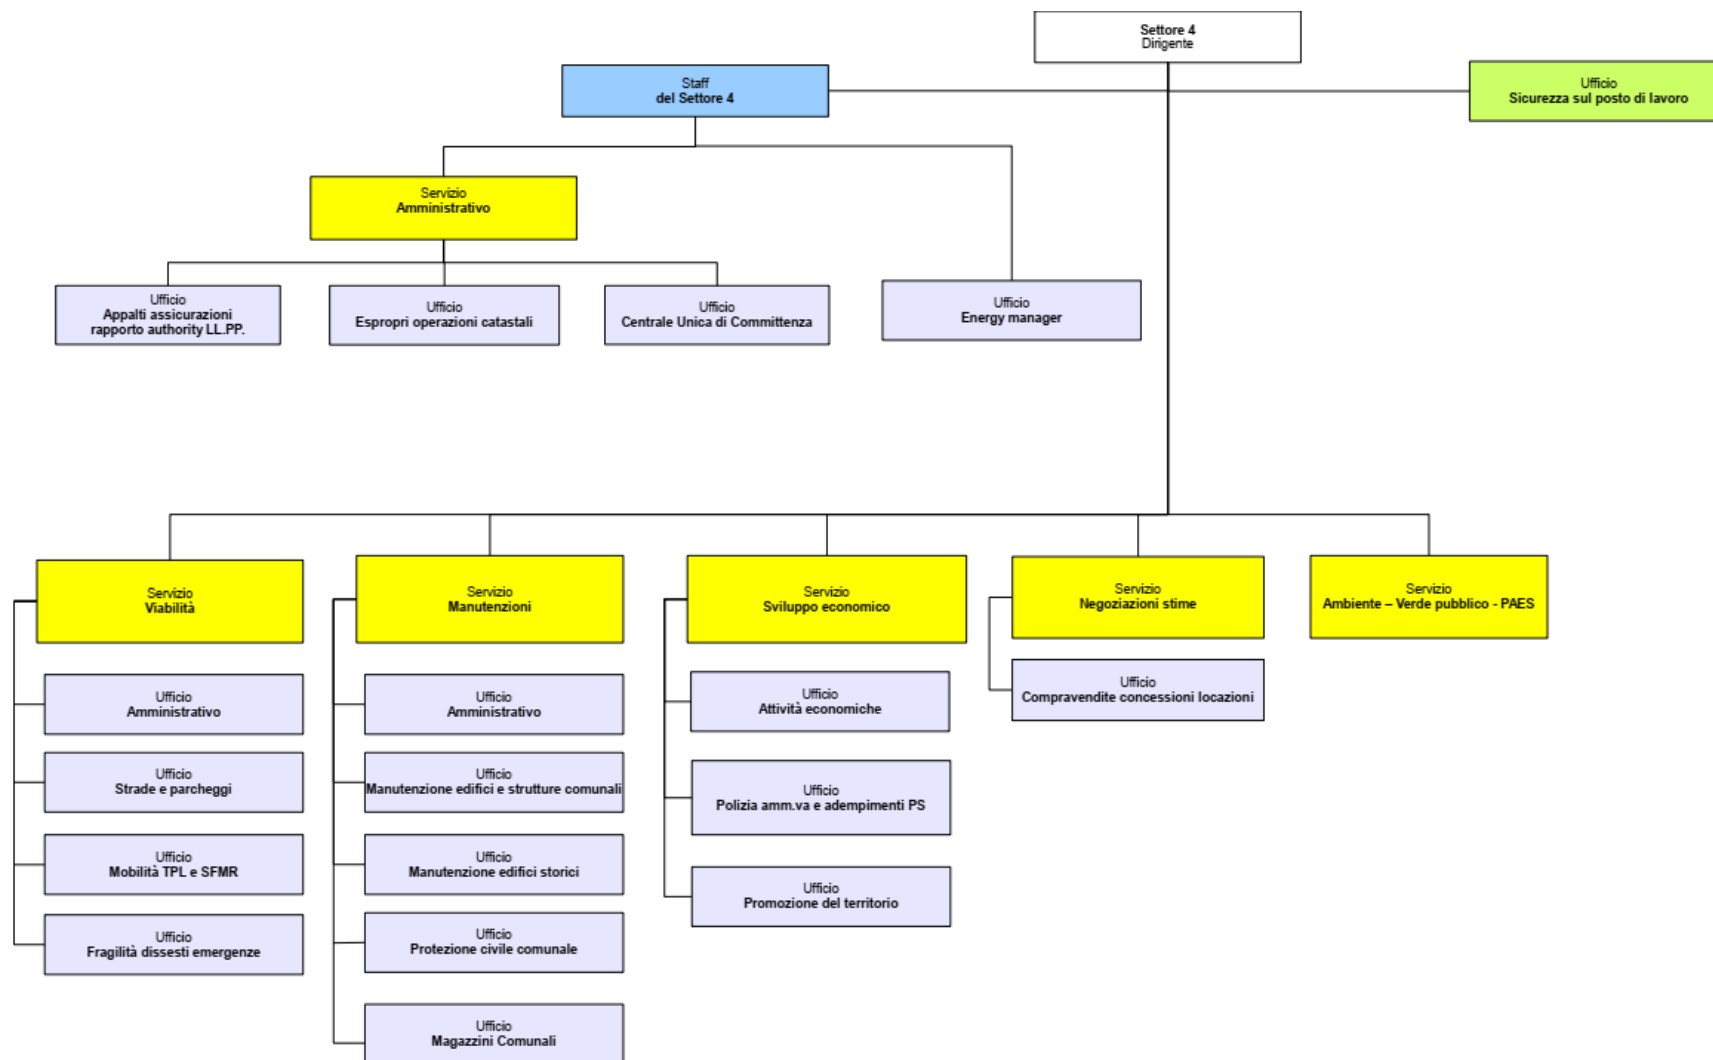 Settore 4
Dirigente
Staff
del Settore 4
Ufficio
Sicurezza sul posto di lavoro
Servizio
Amministrativo
Ufficio
Appalti assicurazioni
rapporto authority LL.PP.
Ufficio
Espropri operazioni catastali
Ufficio
Centrale Unica di Committenza
Ufficio
Energy manager
Servizio
Viabilità
Servizio
Manutenzioni
Servizio
Sviluppo economico
Servizio
Negoziazioni stime
Servizio
Ambiente – Verde pubblico - PAES
Ufficio
Amministrativo
Ufficio
Strade e parcheggi
Ufficio
Mobilità TPL e SFMR
Ufficio
Fragilità dissesti emergenze
Ufficio
Amministrativo
Ufficio
Manutenzione edifici e strutture comunali
Ufficio
Manutenzione edifici storici
Ufficio
Protezione civile comunale
Ufficio
Magazzini Comunali
Ufficio
Attività economiche
Ufficio
Polizia amm.va e adempimenti PS
Ufficio
Promozione del territorio
Ufficio
Compravendite concessioni locazioni